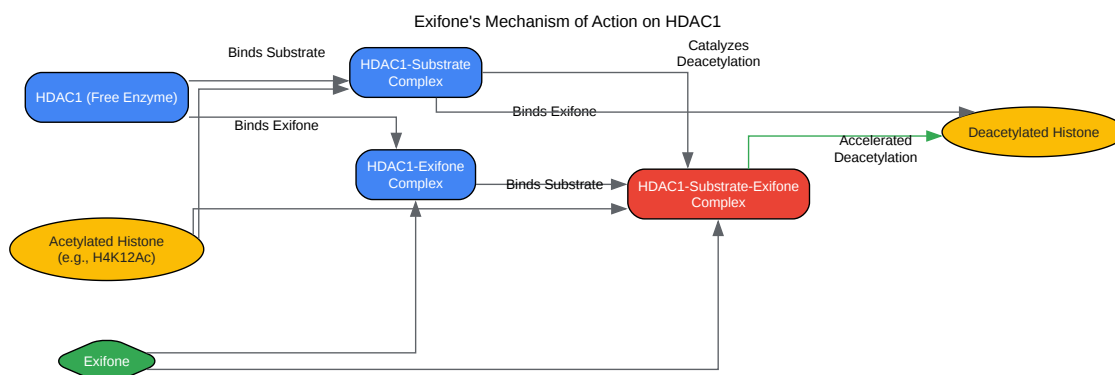 Exifone's Mechanism of Action on HDAC1
Catalyzes
Deacetylation
Binds Substrate
HDAC1-Substrate
Complex
HDAC1 (Free Enzyme)
Binds Exifone
Binds Exifone
Deacetylated Histone
Accelerated
Deacetylation
HDAC1-Exifone
Complex
Binds Substrate
HDAC1-Substrate-Exifone
Complex
Acetylated Histone
(e.g., H4K12Ac)
Exifone